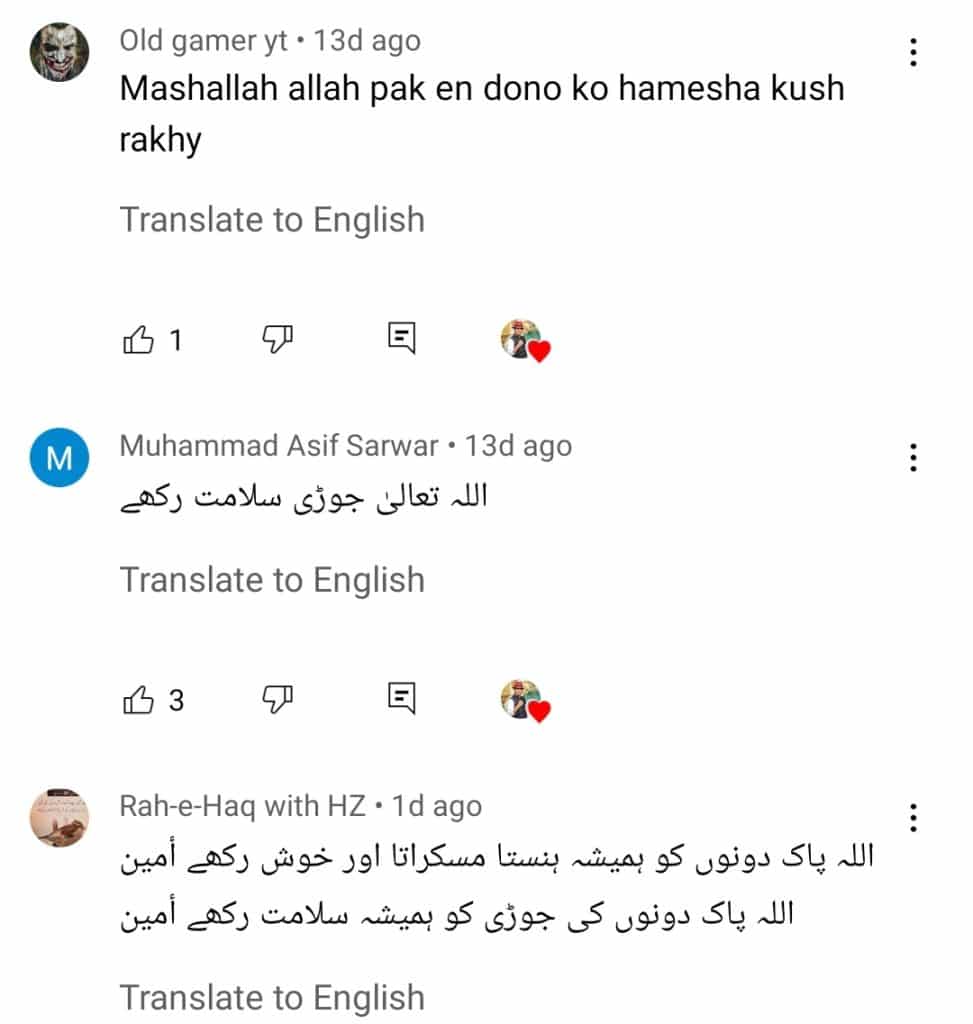 Old gamer yt • 13d ago
Mashallah allah pak en dono ko hamesha kush
rakhy
Translate to English
1
M
Muhammad Asif Sarwar • 13d ago
اللہ تعالیٰ جوڑی سلامت رکھے
Translate to English
3
Rah-e-Haq with HZ • 1d ago
اللہ پاک دونوں کو ہمیشہ ہنستا مسکراتا اور خوش رکھے أمین
اللہ پاک دونوں کی جوڑی کو ہمیشہ سلامت رکھے أمین
Translate to English